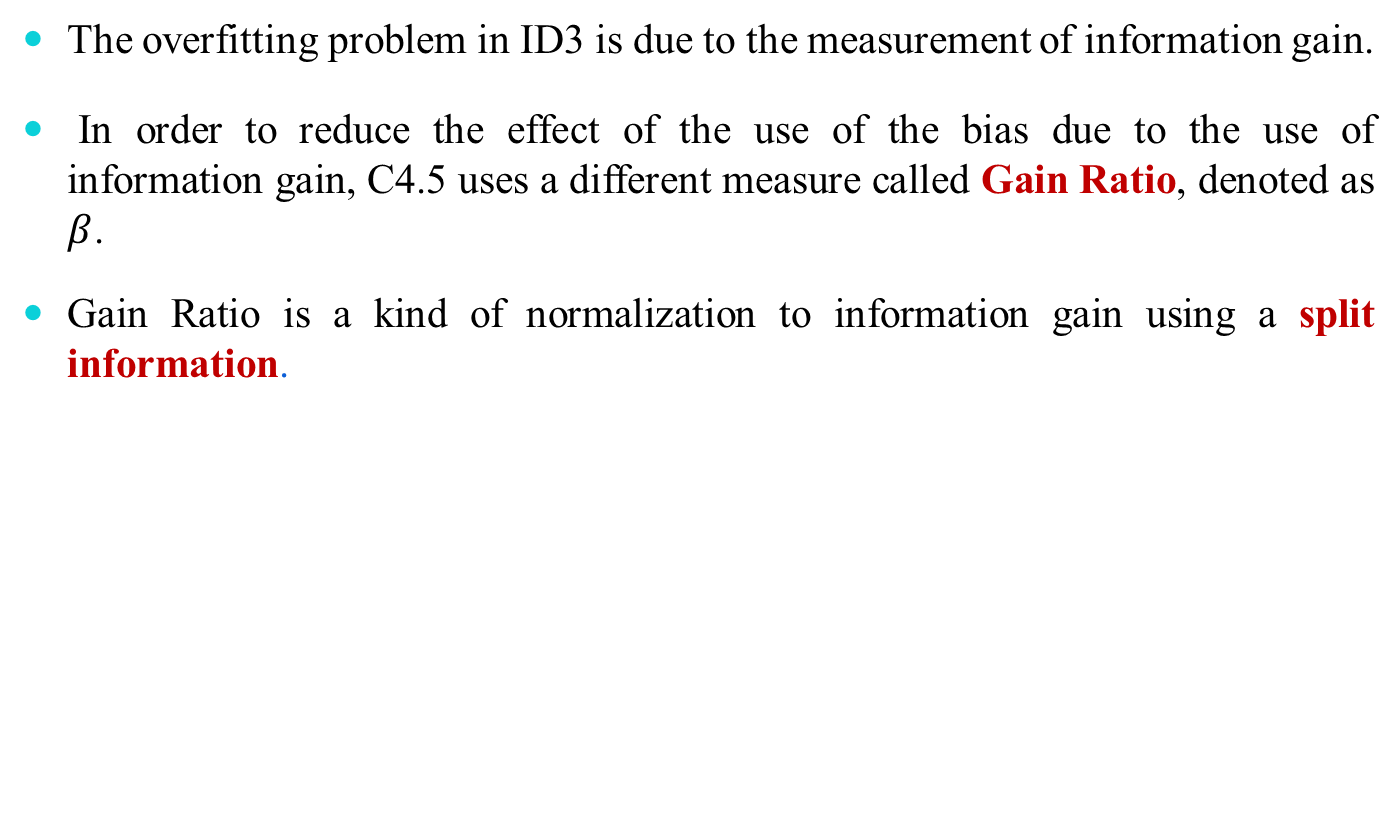 • The overfitting problem in ID3 is due to the measurement of information gain.
• In order to reduce the effect of the use of the bias due to the use of
information gain, C4.5 uses a different measure called Gain Ratio, denoted as
β.
• Gain Ratio is a kind of normalization to information gain using a split
information.